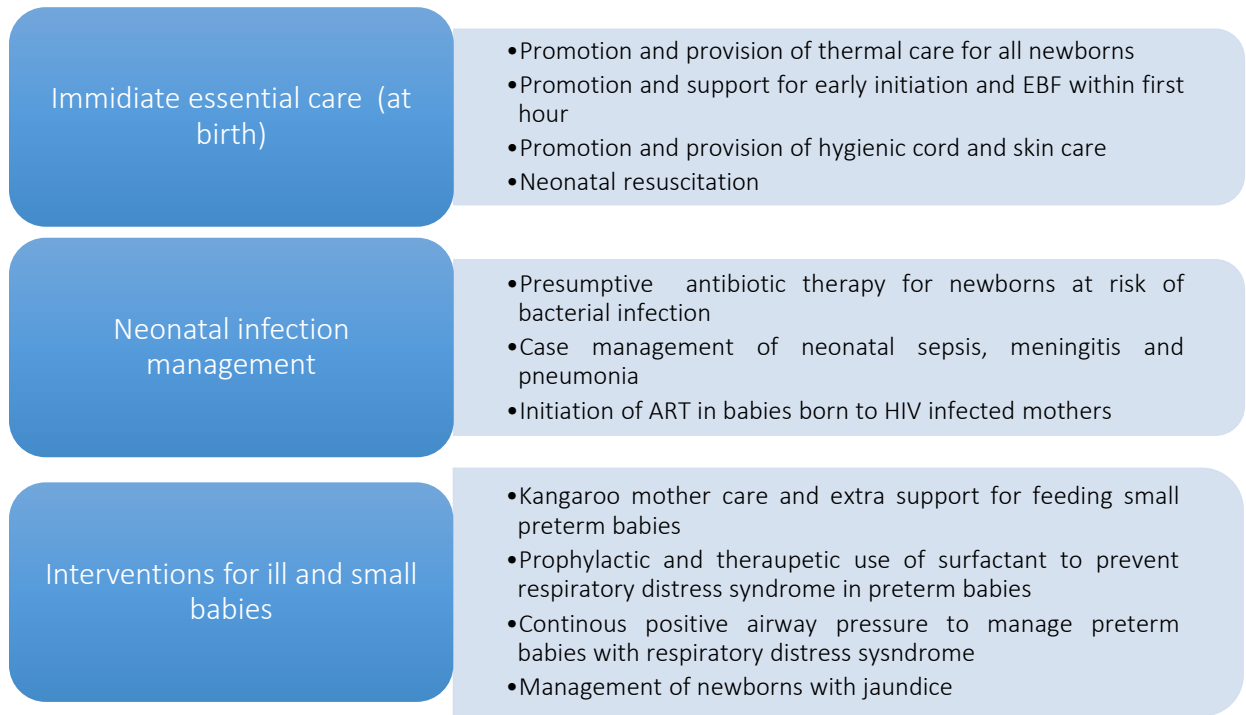 Immidiate essential care (at
birth)
•Promotion and provision of thermal care for all newborns
•Promotion and support for early initiation and EBF within first
hour
•Promotion and provision of hygienic cord and skin care
•Neonatal resuscitation
Neonatal infection
management
•Presumptive antibiotic therapy for newborns at risk of
bacterial infection
•Case management of neonatal sepsis, meningitis and
pneumonia
•Initiation of ART in babies born to HIV infected mothers
Interventions for ill and small
babies
•Kangaroo mother care and extra support for feeding small
preterm babies
•Prophylactic and theraupetic use of surfactant to prevent
respiratory distress syndrome in preterm babies
•Continous positive airway pressure to manage preterm
babies with respiratory distress sysndrome
•Management of newborns with jaundice